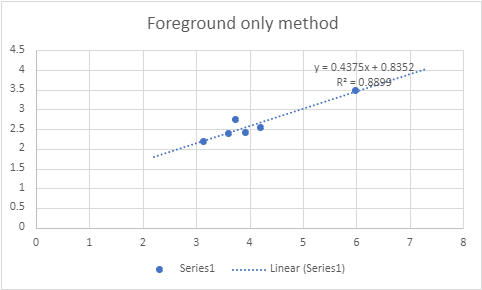 Foreground only method
4.5
4
3.5
3
2.5
2
1.5
1
0.5
0
y = 0.4375x + 0.8352
R² = 0.8899
0 1 2 3 4 5 6 7 8
Series1 Linear (Series1)